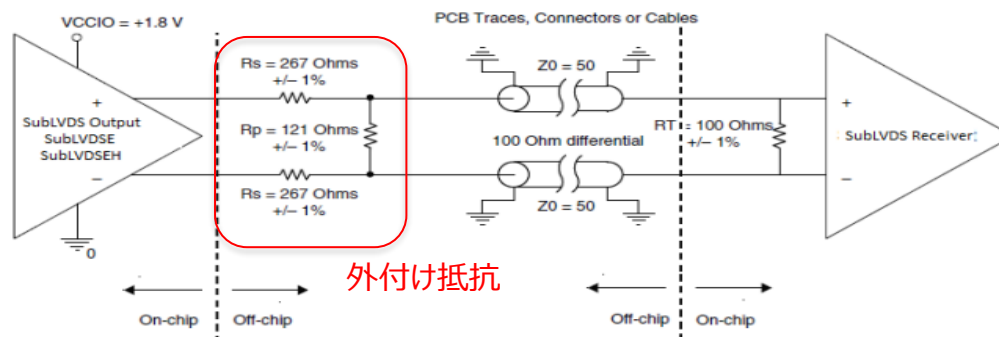 PCB Traces, Connectors or Cables
VCCIO = +1.8 V
Rs = 267 Ohms
+/– 1%
Z0 = 50
+
SubLVDS Output
SubLVDSE
SubLVDSEH
–
Rp = 121 Ohms
+/– 1%
100 Ohm differential
RT = 100 Ohms
+/– 1%
+
SubLVDS Receiver
–
Rs = 267 Ohms
+/– 1%
Z0 = 50
0
外付け抵抗
On-chip
Off-chip
Off-chip
On-chip